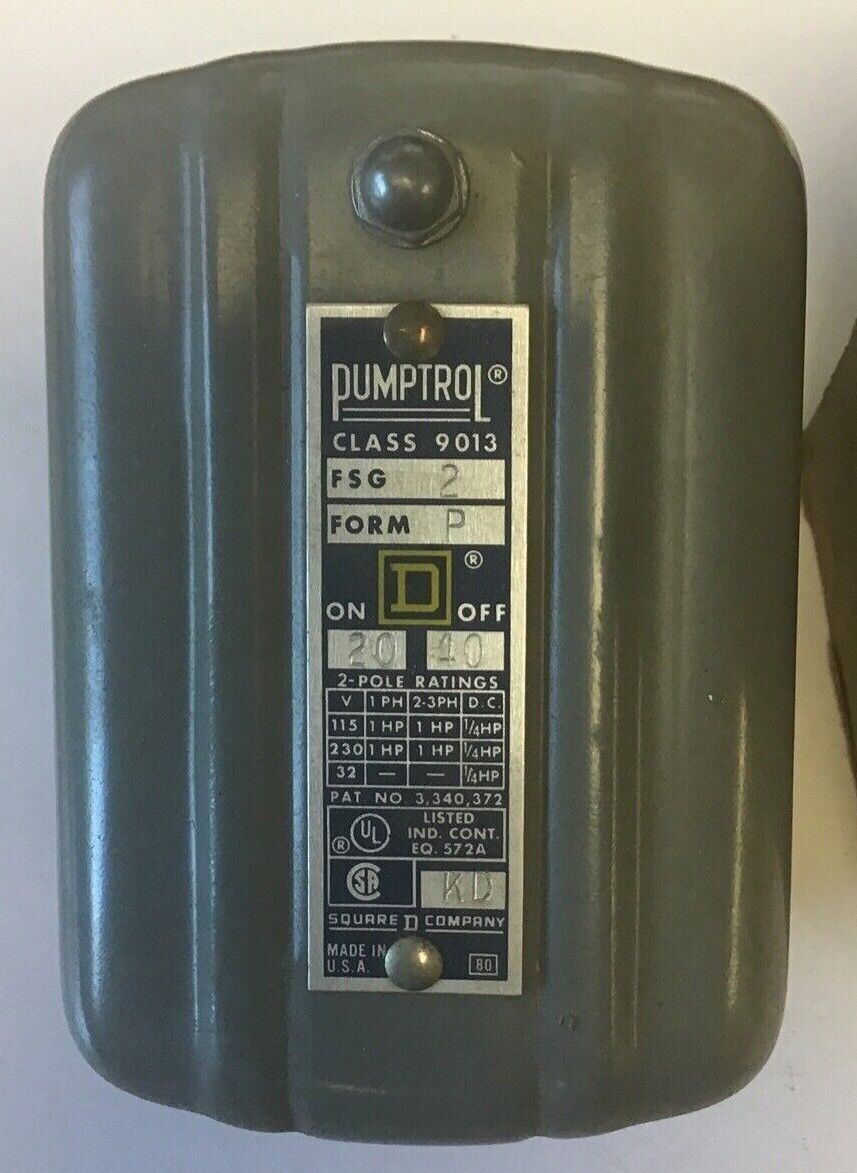 PUMPTROL®
CLASS 9013
FSG 2
FORM P
D ®
ON OFF
20 40
2-POLE RATINGS
V 1 PH 2-3PH D.C.
115 1 HP 1 HP 1/4HP
230 1 HP 1 HP 1/4HP
32 — — 1/4HP
PAT. NO. 3,340,372
® UL LISTED
IND. CONT.
EQ. 572A
CSA KD
SQUARE D COMPANY
MADE IN
U.S.A. 80